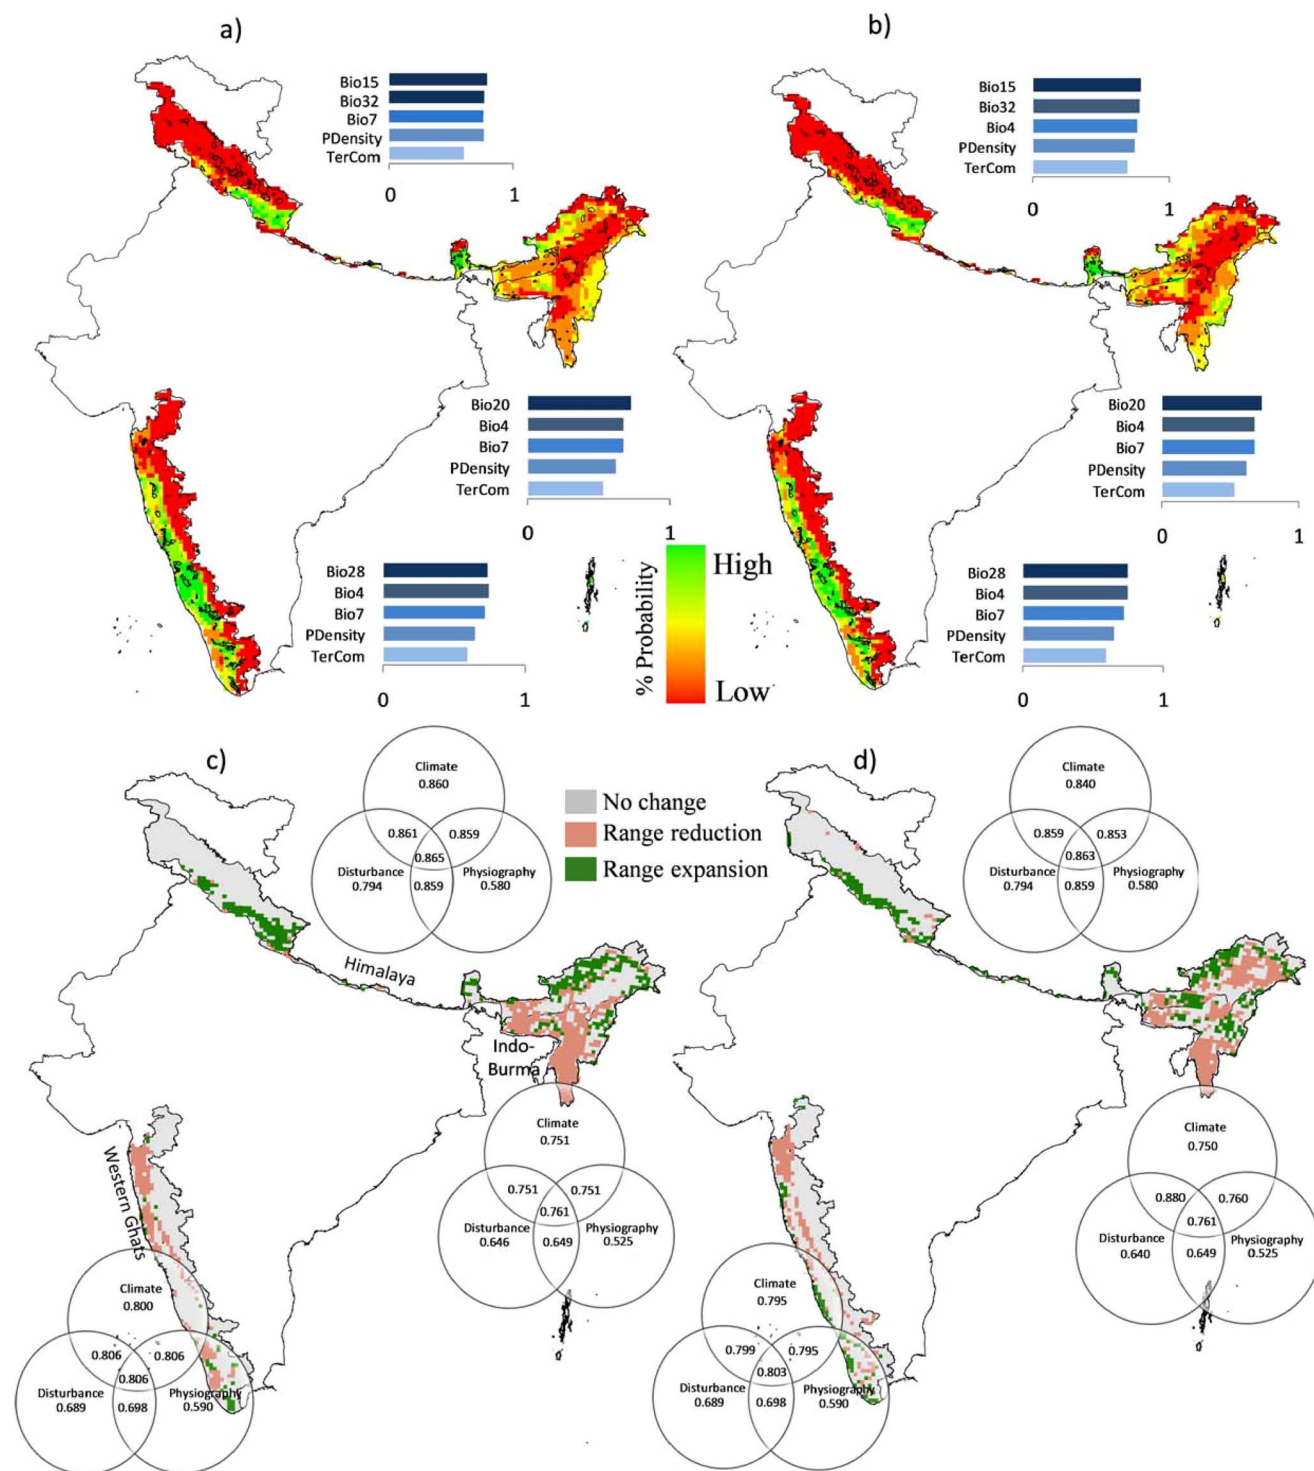 a)
b)
Bio15
Bio32
Bio7
PDensity
TerCom
0 1
Bio15
Bio32
Bio4
PDensity
TerCom
0 1
Bio20
Bio4
Bio7
PDensity
TerCom
0 1
Bio20
Bio4
Bio7
PDensity
TerCom
0 1
Bio28
Bio4
Bio7
PDensity
TerCom
0 1
% Probability
High
Low
Bio28
Bio4
Bio7
PDensity
TerCom
0 1
c)
Climate
0.860
0.861 0.859
0.865
Disturbance
0.794
0.859
Physiography
0.580
No change
Range reduction
Range expansion
d)
Climate
0.840
0.859 0.853
0.863
Disturbance
0.794
0.859
Physiography
0.580
Himalaya
Indo-
Burma
Western Ghats
Climate
0.751
0.751 0.751
0.761
Disturbance
0.646
0.649
Physiography
0.525
Climate
0.750
0.880 0.760
0.761
Disturbance
0.640
0.649
Physiography
0.525
Climate
0.800
0.806 0.806
0.806
Disturbance
0.689
0.698
Physiography
0.590
Climate
0.795
0.799 0.795
0.803
Disturbance
0.689
0.698
Physiography
0.590